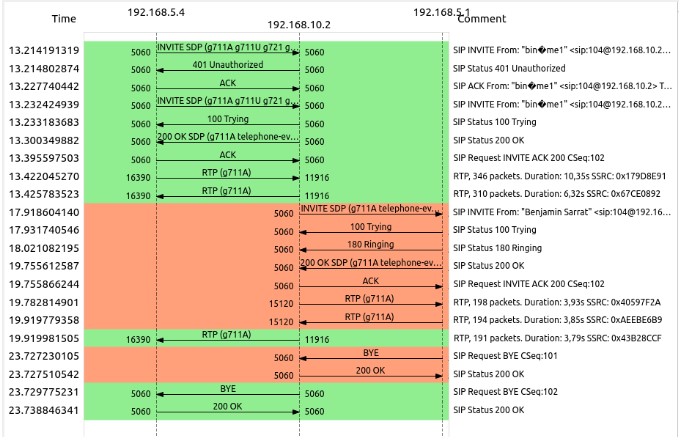 Time 192.168.5.4 192.168.10.2 192.168.5.1 Comment
13.214191319 5060 INVITE SDP (g711A g711U g721 g... 5060 SIP INVITE From: "bin�me1" <sip:104@192.168.10.2...
13.214802874 5060 401 Unauthorized 5060 SIP Status 401 Unauthorized
13.227740442 5060 ACK 5060 SIP ACK From: "bin�me1" <sip:104@192.168.10.2> T...
13.232424939 5060 INVITE SDP (g711A g711U g721 g... 5060 SIP INVITE From: "bin�me1" <sip:104@192.168.10.2...
13.233183683 5060 100 Trying 5060 SIP Status 100 Trying
13.300349882 5060 200 OK SDP (g711A telephone-ev... 5060 SIP Status 200 OK
13.395597503 5060 ACK 5060 SIP Request INVITE ACK 200 CSeq:102
13.422045270 16390 RTP (g711A) 11916 RTP, 346 packets. Duration: 10,35s SSRC: 0x179D8E91
13.425783523 16390 RTP (g711A) 11916 RTP, 310 packets. Duration: 6,32s SSRC: 0x67CE0892
17.918604140 5060 INVITE SDP (g711A telephone-ev... 5060 SIP INVITE From: "Benjamin Sarrat" <sip:104@192.16...
17.931740546 5060 100 Trying 5060 SIP Status 100 Trying
18.021082195 5060 180 Ringing 5060 SIP Status 180 Ringing
19.755612587 5060 200 OK SDP (g711A telephone-ev... 5060 SIP Status 200 OK
19.755866244 5060 ACK 5060 SIP Request INVITE ACK 200 CSeq:102
19.782814901 15120 RTP (g711A) RTP, 198 packets. Duration: 3,93s SSRC: 0x40597F2A
19.919779358 15120 RTP (g711A) RTP, 194 packets. Duration: 3,85s SSRC: 0xAEEBE6B9
19.919981505 16390 RTP (g711A) 11916 RTP, 191 packets. Duration: 3,79s SSRC: 0x43B28CCF
23.727230105 5060 BYE SIP Request BYE CSeq:101
23.727510542 5060 200 OK SIP Status 200 OK
23.729775231 5060 BYE 5060 SIP Request BYE CSeq:102
23.738846341 5060 200 OK 5060 SIP Status 200 OK